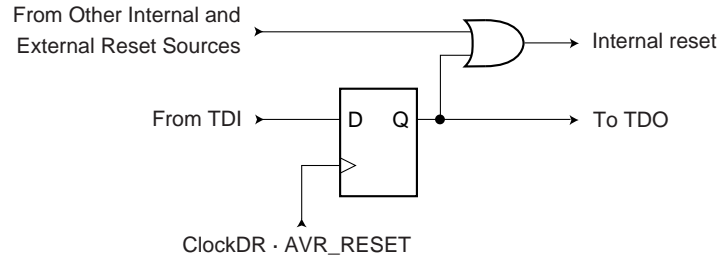 From Other Internal and
External Reset Sources
Internal reset
From TDI
D
Q
To TDO
ClockDR · AVR_RESET